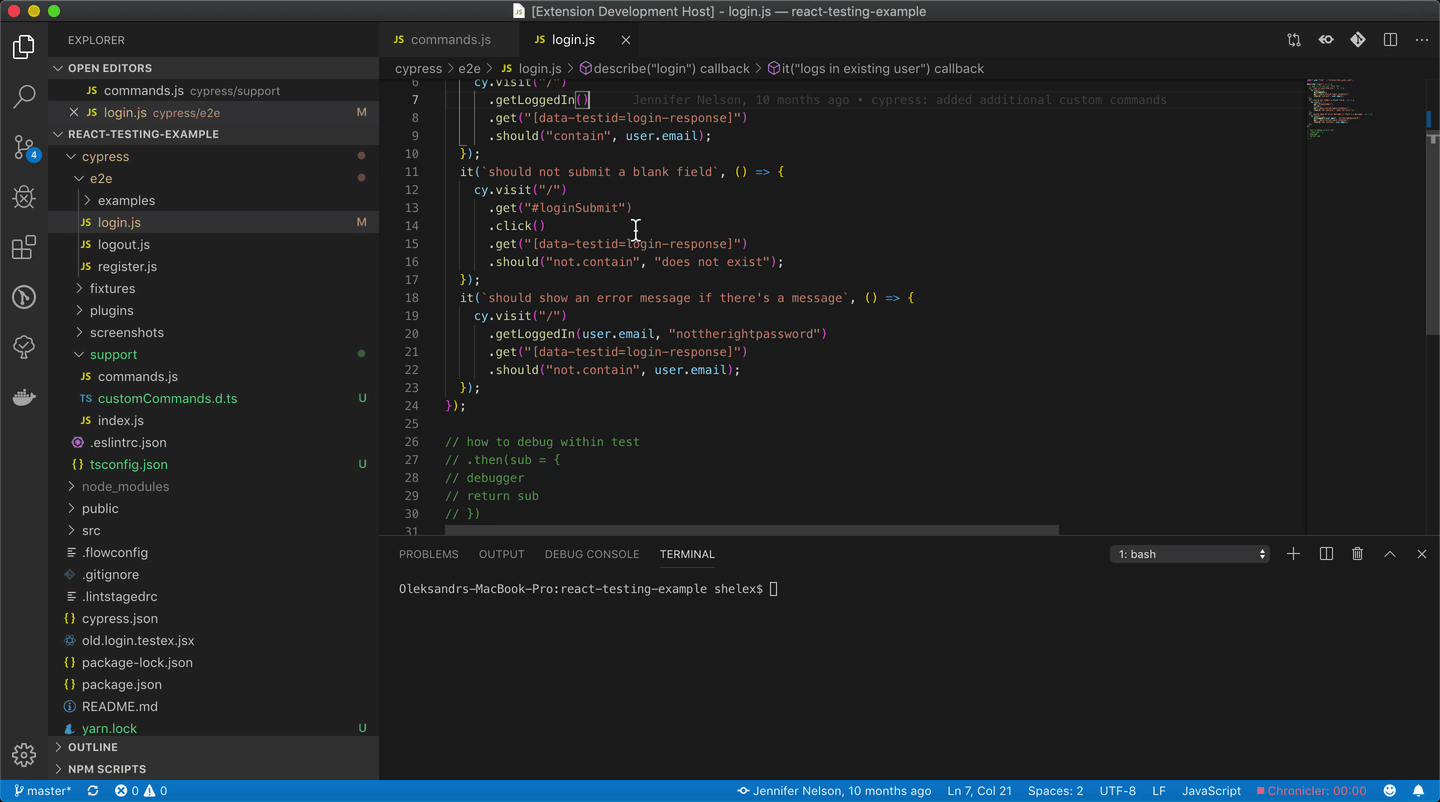 [Extension Development Host] - login.js — react-testing-example
EXPLORER
OPEN EDITORS
JS commands.js cypress/support
JS login.js cypress/e2e M
REACT-TESTING-EXAMPLE
cypress
e2e
examples
JS login.js M
JS logout.js
JS register.js
fixtures
plugins
screenshots
support
JS commands.js
TS customCommands.d.ts U
JS index.js
.eslintrc.json
{} tsconfig.json U
node_modules
public
src
.flowconfig
.gitignore
.lintstagedrc
{} cypress.json
old.login.testex.jsx
{} package-lock.json
{} package.json
README.md
yarn.lock U
OUTLINE
NPM SCRIPTS
4
JS commands.js JS login.js
cypress > e2e > JS login.js > describe("login") callback > it("logs in existing user") callback
6 cy.visit("/")
7 .getLoggedIn() Jennifer Nelson, 10 months ago • cypress: added additional custom commands
8 .get("[data-testid=login-response]")
9 .should("contain", user.email);
10 });
11 it(`should not submit a blank field`, () => {
12 cy.visit("/")
13 .get("#loginSubmit")
14 .click()
15 .get("[data-testid=login-response]")
16 .should("not.contain", "does not exist");
17 });
18 it(`should show an error message if there's a message`, () => {
19 cy.visit("/")
20 .getLoggedIn(user.email, "nottherightpassword")
21 .get("[data-testid=login-response]")
22 .should("not.contain", user.email);
23 });
24 });
25
26 // how to debug within test
27 // .then(sub = {
28 // debugger
29 // return sub
30 // })
31
PROBLEMS OUTPUT DEBUG CONSOLE TERMINAL 1: bash
Oleksandrs-MacBook-Pro:react-testing-example shelex$
master* 0 0 Jennifer Nelson, 10 months ago Ln 7, Col 21 Spaces: 2 UTF-8 LF JavaScript Chronicler: 00:00